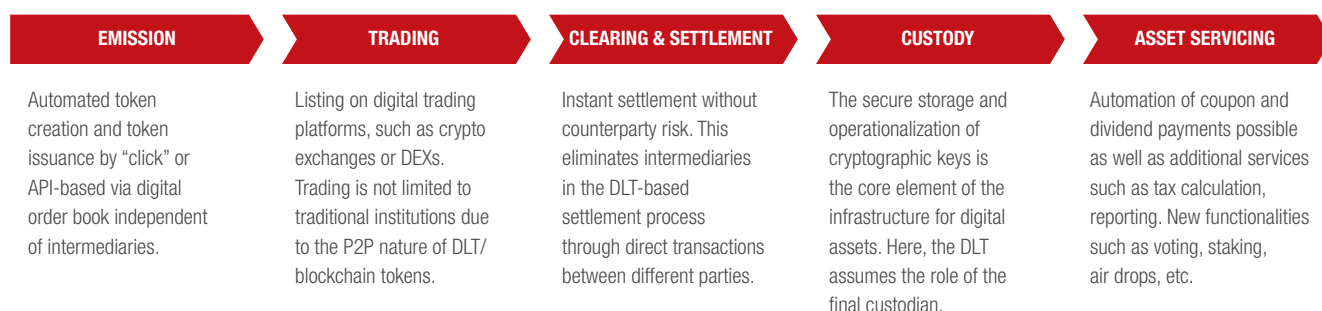 EMISSION
Automated token
creation and token
issuance by “click” or
API-based via digital
order book independent
of intermediaries.
TRADING
Listing on digital trading
platforms, such as crypto
exchanges or DEXs.
Trading is not limited to
traditional institutions due
to the P2P nature of DLT/
blockchain tokens.
CLEARING & SETTLEMENT
Instant settlement without
counterparty risk. This
eliminates intermediaries
in the DLT-based
settlement process
through direct transactions
between different parties.
CUSTODY
The secure storage and
operationalization of
cryptographic keys is
the core element of the
infrastructure for digital
assets. Here, the DLT
assumes the role of the
final custodian.
ASSET SERVICING
Automation of coupon and
dividend payments possible
as well as additional services
such as tax calculation,
reporting. New functionalities
such as voting, staking,
air drops, etc.